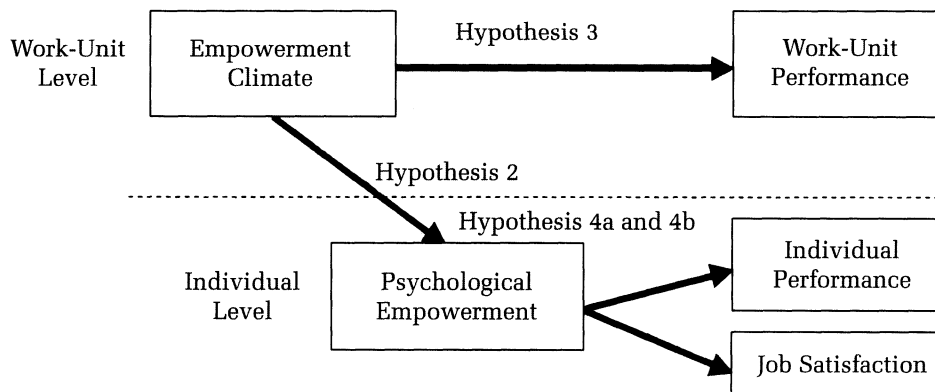 Work-Unit
Level
Empowerment
Climate
Hypothesis 3
Work-Unit
Performance
Hypothesis 2
Hypothesis 4a and 4b
Individual
Level
Psychological
Empowerment
Individual
Performance
Job Satisfaction